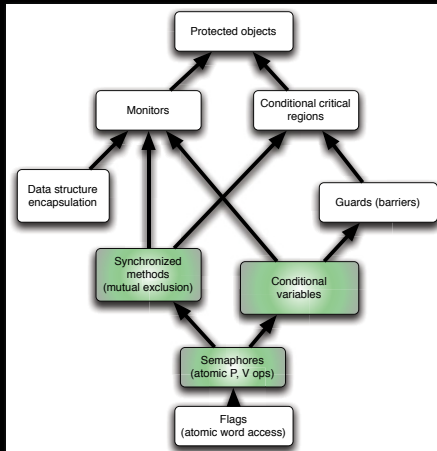 Protected objects
Monitors
Conditional critical
regions
Data structure
encapsulation
Guards (barriers)
Synchronized
methods
(mutual exclusion)
Conditional
variables
Semaphores
(atomic P, V ops)
Flags
(atomic word access)